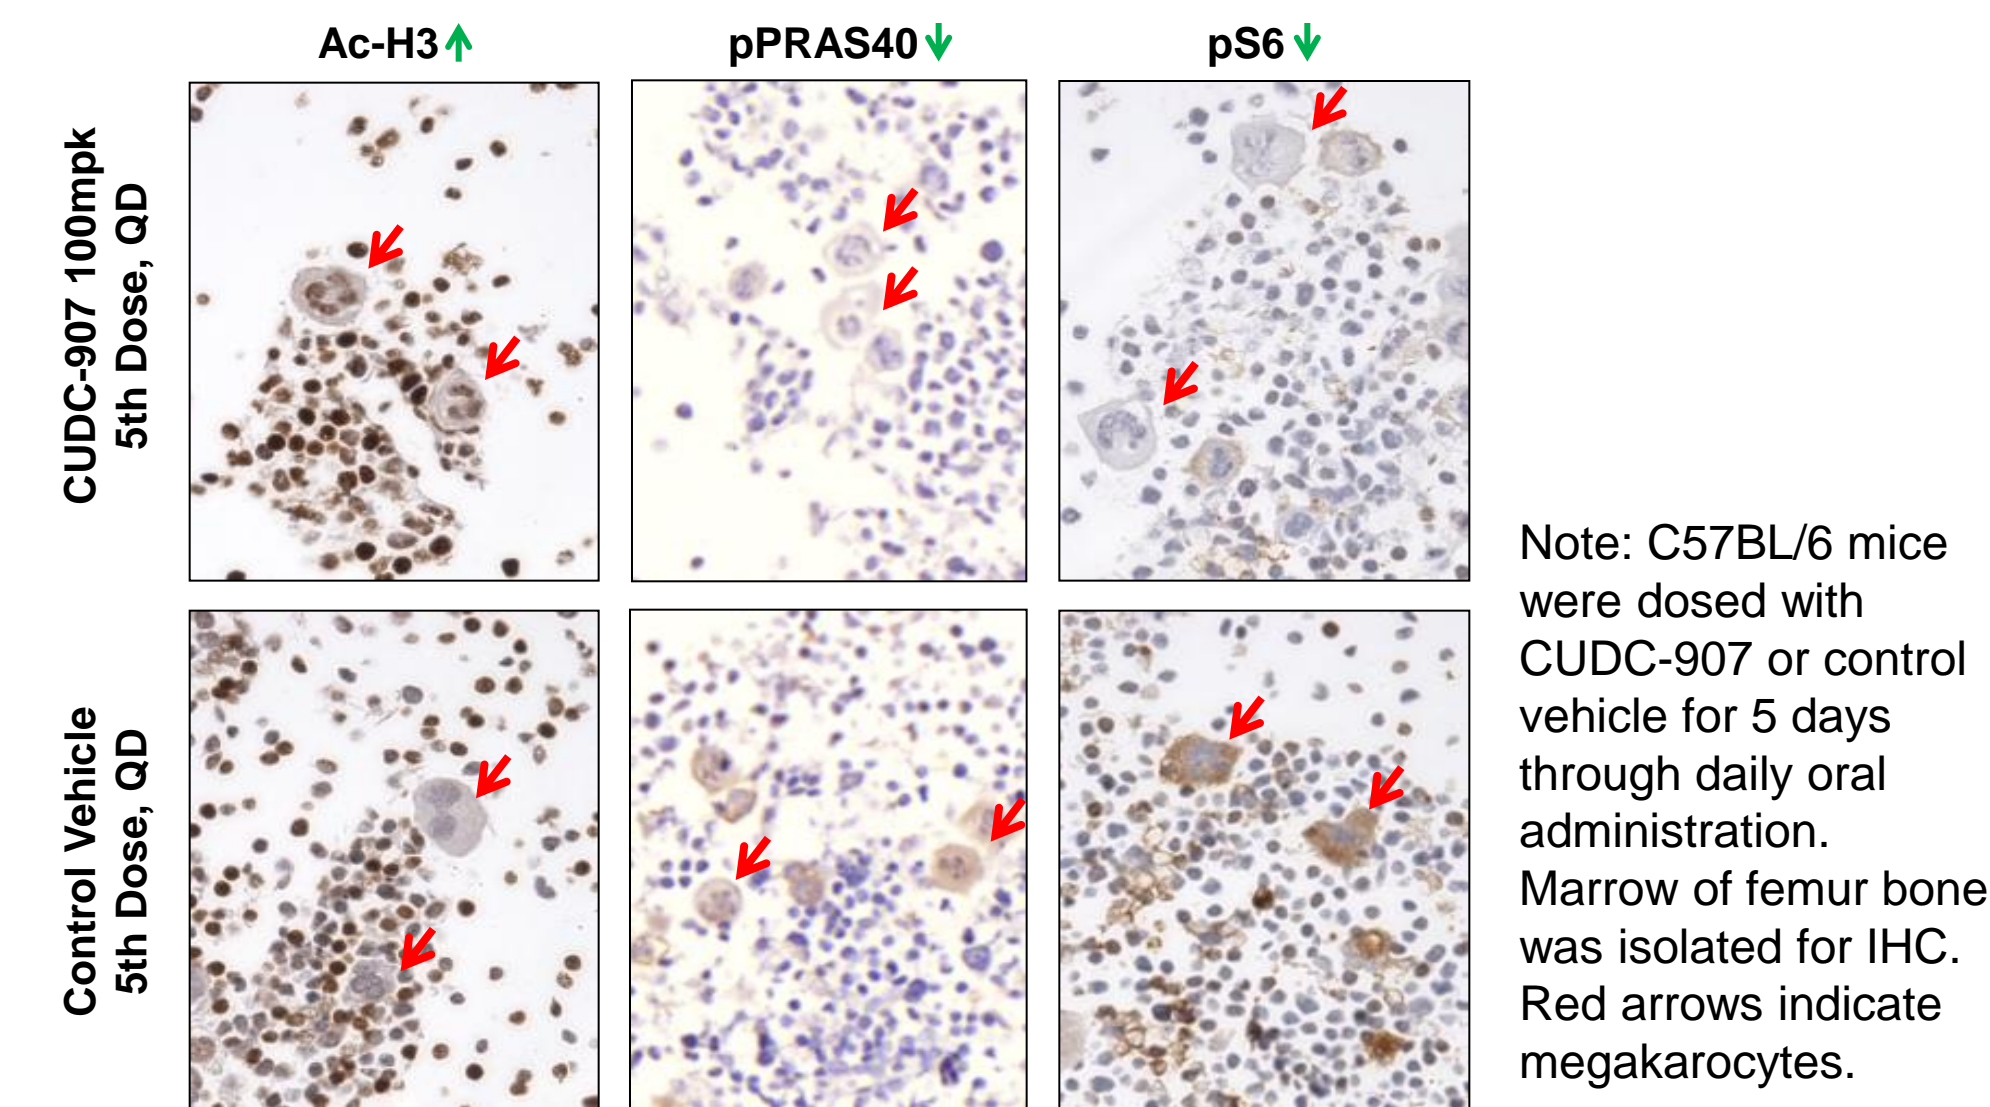 Ac-H3↑
pPRAS40↓
pS6↓
CUDC-907 100mpk
5th Dose, QD
Control Vehicle
5th Dose, QD
Note: C57BL/6 mice
were dosed with
CUDC-907 or control
vehicle for 5 days
through daily oral
administration.
Marrow of femur bone
was isolated for IHC.
Red arrows indicate
megakarocytes.